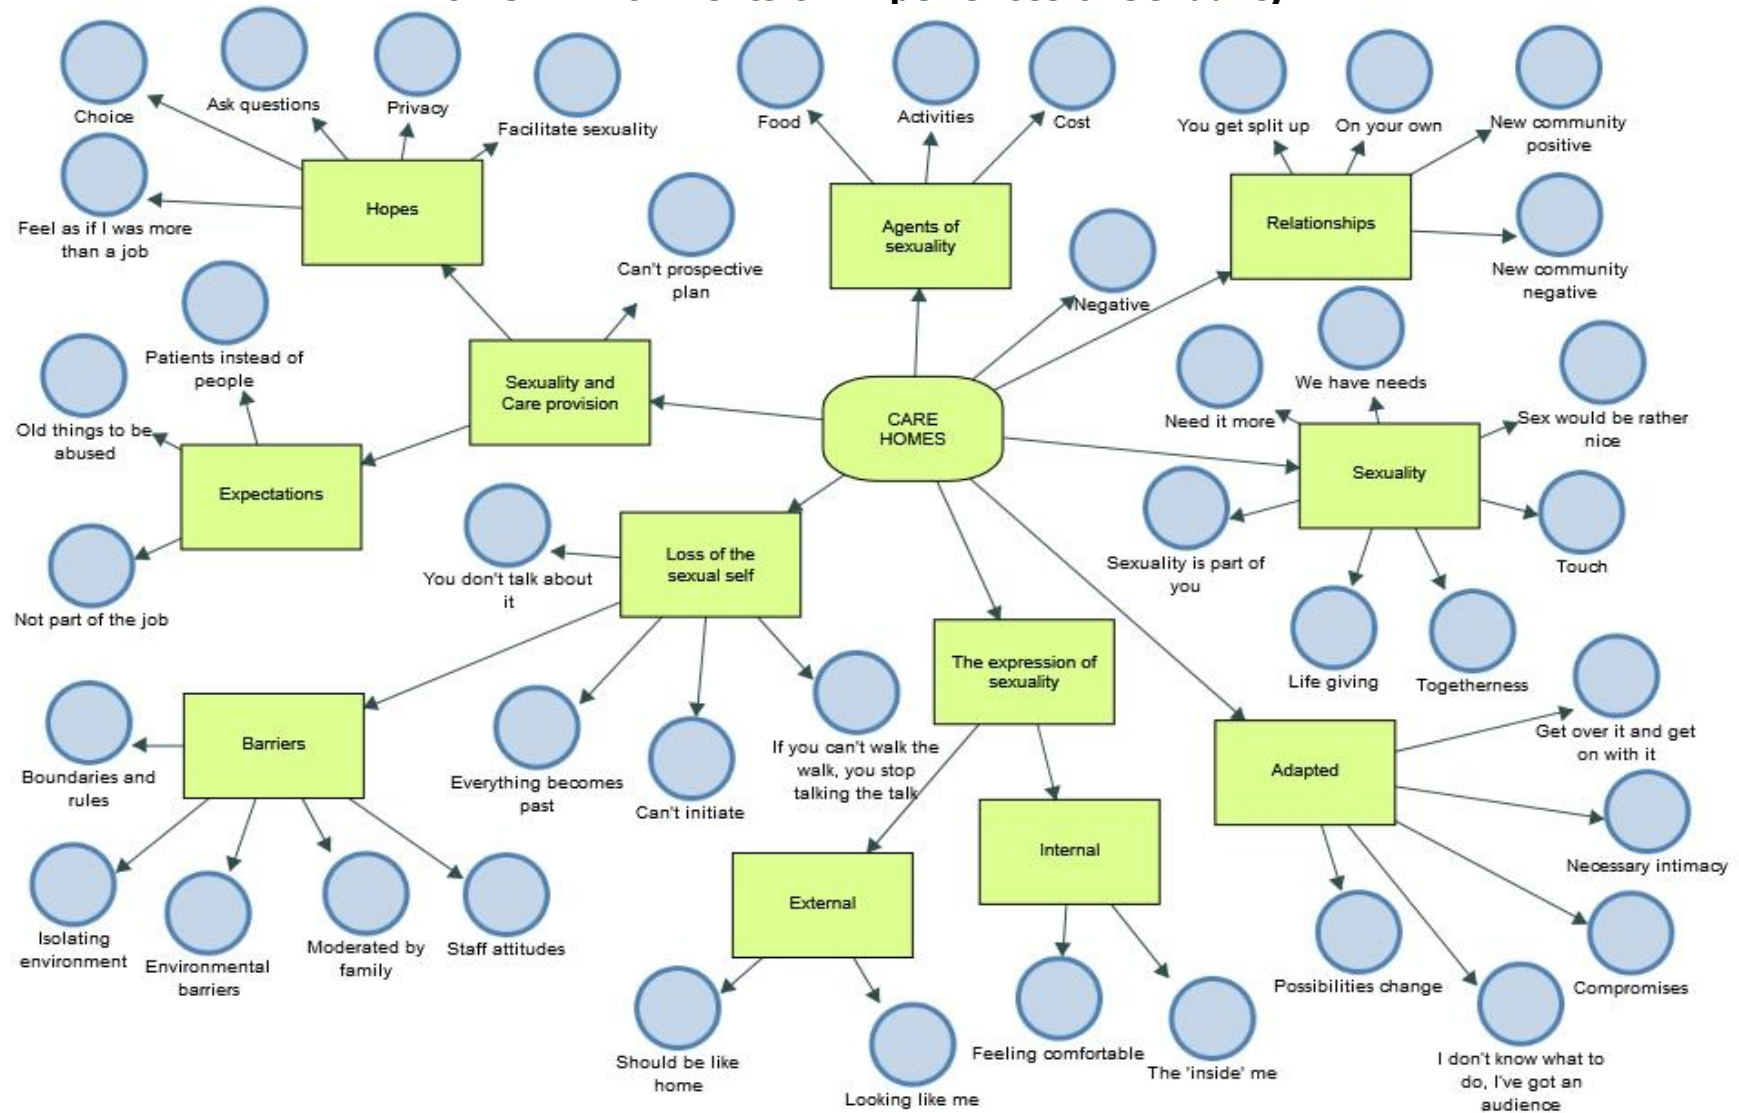 Choice
Ask questions
Privacy
Facilitate sexuality
Feel as if I was more
than a job
Hopes
Can't prospective
plan
Patients instead of
people
Old things to be
abused
Sexuality and
Care provision
Expectations
Not part of the job
Food
Activities
Cost
Agents of
sexuality
Negative
You get split up
On your own
New community
positive
Relationships
New community
negative
CARE
HOMES
We have needs
Need it more
Sex would be rather
nice
Sexuality
Sexuality is part of
you
Touch
Life giving
Togetherness
You don't talk about
it
Loss of the
sexual self
Everything becomes
past
Can't initiate
If you can't walk the
walk, you stop
talking the talk
Barriers
Boundaries and
rules
Isolating
environment
Environmental
barriers
Moderated by
family
Staff attitudes
The expression of
sexuality
External
Internal
Should be like
home
Looking like me
Feeling comfortable
The 'inside' me
Adapted
Get over it and get
on with it
Necessary intimacy
Compromises
Possibilities change
I don't know what to
do, I've got an
audience